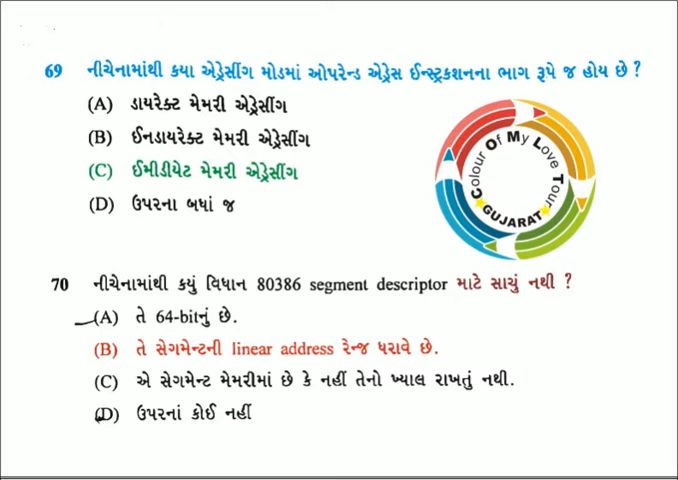 69 નીચેનામાંથી કયા એડ્રેસીંગ મોડમાં ઓપરેન્ડ એડ્રેસ ઈન્સ્ટ્રકશનના ભાગ રૂપે જ હોય છે ?
(A) ડાયરેક્ટ મેમરી એડ્રેસીંગ
(B) ઈનડાયરેક્ટ મેમરી એડ્રેસીંગ
(C) ઈમીડીયેટ મેમરી એડ્રેસીંગ
(D) ઉપરના બધાં જ
Colour Of My Love Tour
GUJARAT
70 નીચેનામાંથી કયું વિધાન 80386 segment descriptor માટે સાચું નથી ?
(A) તે 64-bitનું છે.
(B) તે સેગમેન્ટની linear address રેન્જ ધરાવે છે.
(C) એ સેગમેન્ટ મેમરીમાં છે કે નહીં તેનો ખ્યાલ રાખતું નથી.
(D) ઉપરનાં કોઈ નહીં